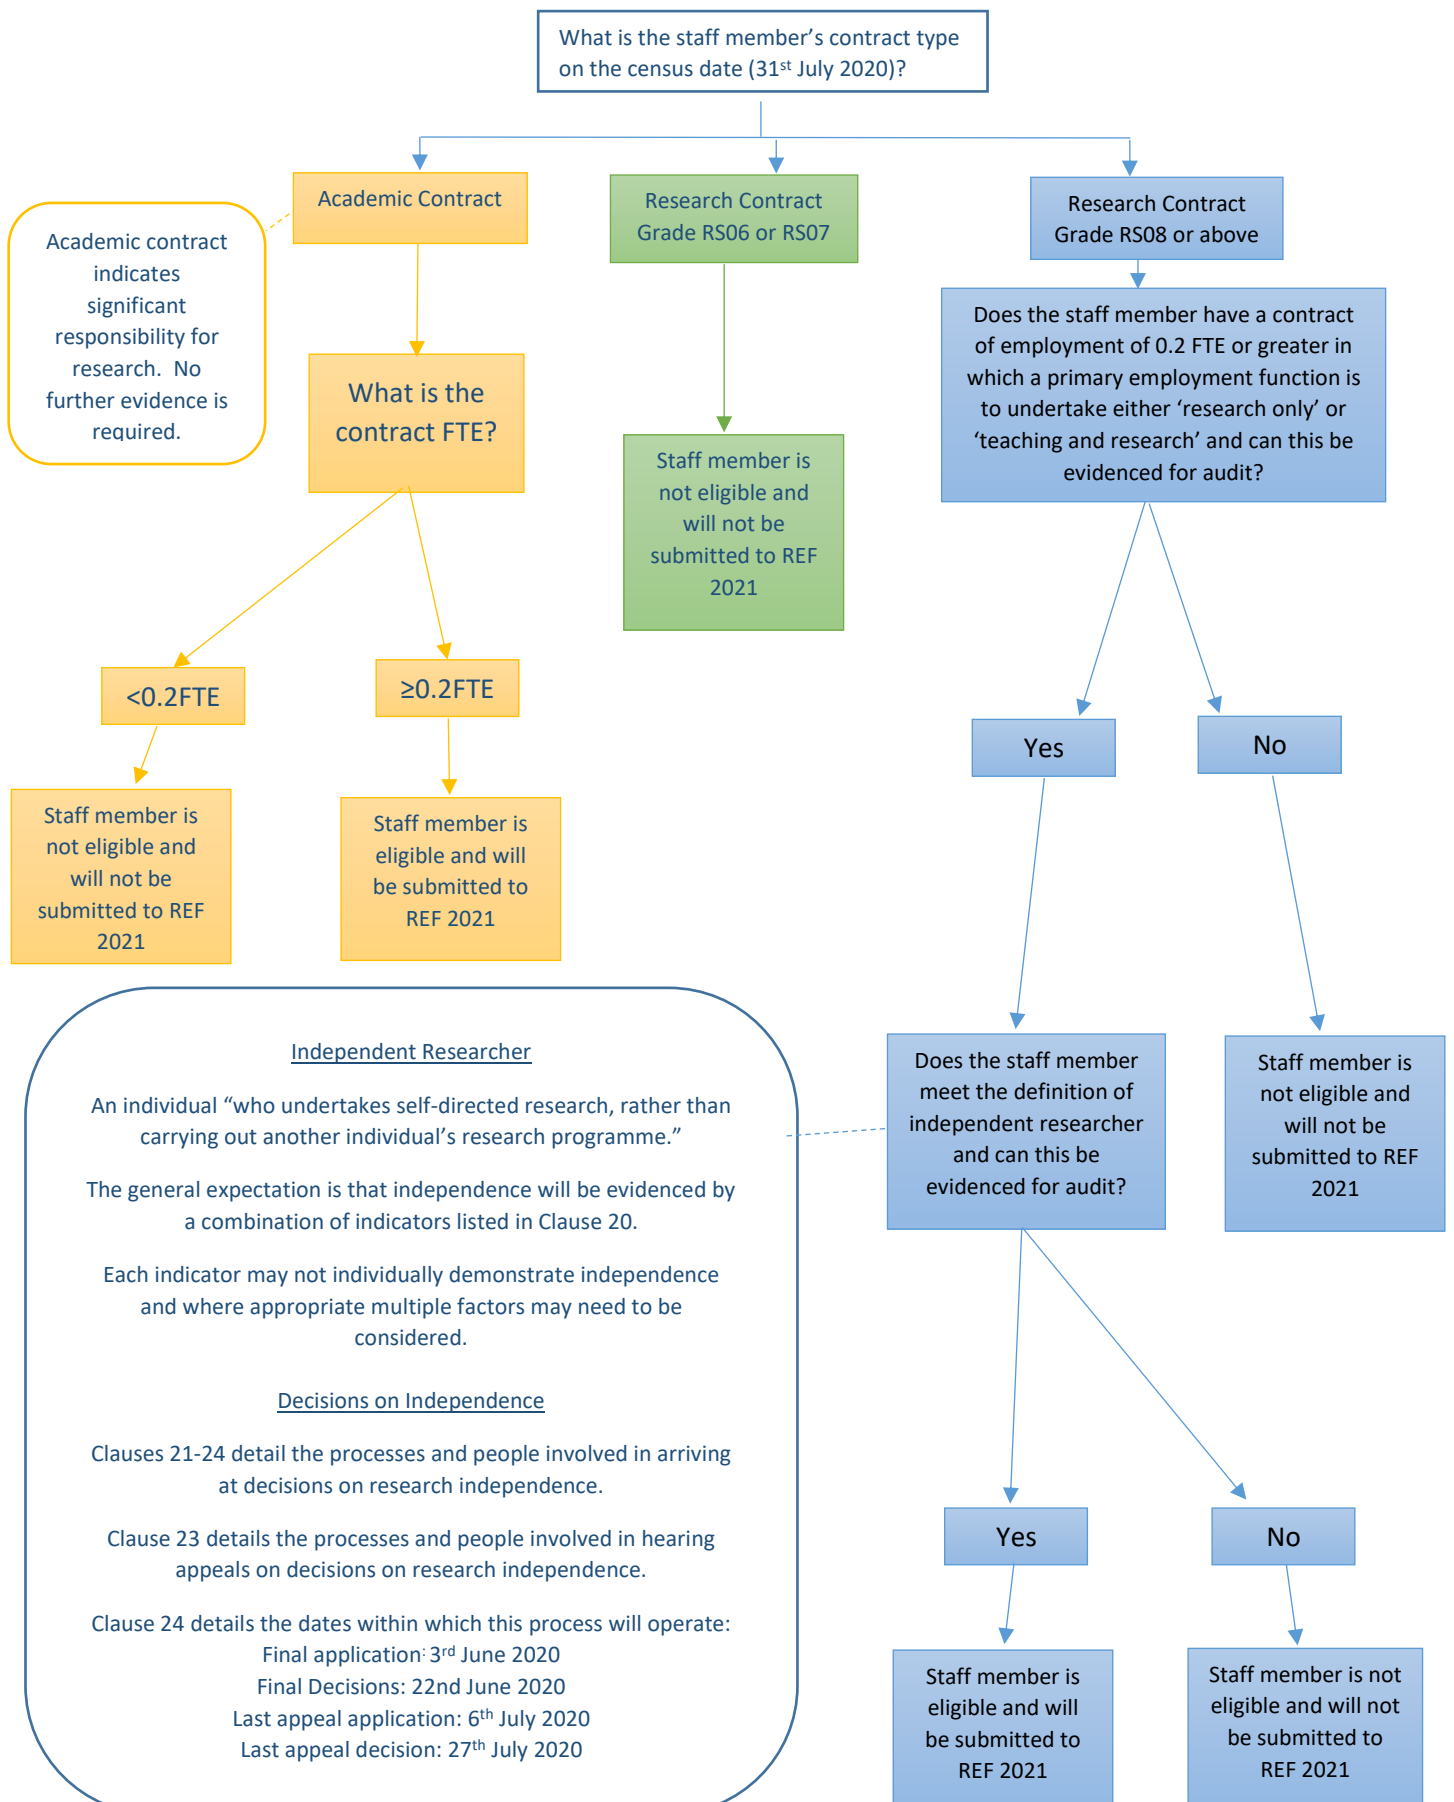 What is the staff member’s contract type
on the census date (31st July 2020)?
Academic Contract
Research Contract
Grade RS06 or RS07
Research Contract
Grade RS08 or above
Academic contract
indicates
significant
responsibility for
research.  No
further evidence is
required.
What is the
contract FTE?
Staff member is
not eligible and
will not be
submitted to REF
2021
Does the staff member have a contract
of employment of 0.2 FTE or greater in
which a primary employment function is
to undertake either ‘research only’ or
‘teaching and research’ and can this be
evidenced for audit?
<0.2FTE
≥0.2FTE
Yes
No
Staff member is
not eligible and
will not be
submitted to REF
2021
Staff member is
eligible and will
be submitted to
REF 2021
Independent Researcher
An individual “who undertakes self-directed research, rather than
carrying out another individual’s research programme.”
The general expectation is that independence will be evidenced by
a combination of indicators listed in Clause 20.
Each indicator may not individually demonstrate independence
and where appropriate multiple factors may need to be
considered.
Decisions on Independence
Clauses 21-24 detail the processes and people involved in arriving
at decisions on research independence.
Clause 23 details the processes and people involved in hearing
appeals on decisions on research independence.
Clause 24 details the dates within which this process will operate:
Final application: 3rd June 2020
Final Decisions: 22nd June 2020
Last appeal application: 6th July 2020
Last appeal decision: 27th July 2020
Does the staff member
meet the definition of
independent researcher
and can this be
evidenced for audit?
Staff member is
not eligible and
will not be
submitted to REF
2021
Yes
No
Staff member is
eligible and will
be submitted to
REF 2021
Staff member is not
eligible and will not
be submitted to
REF 2021